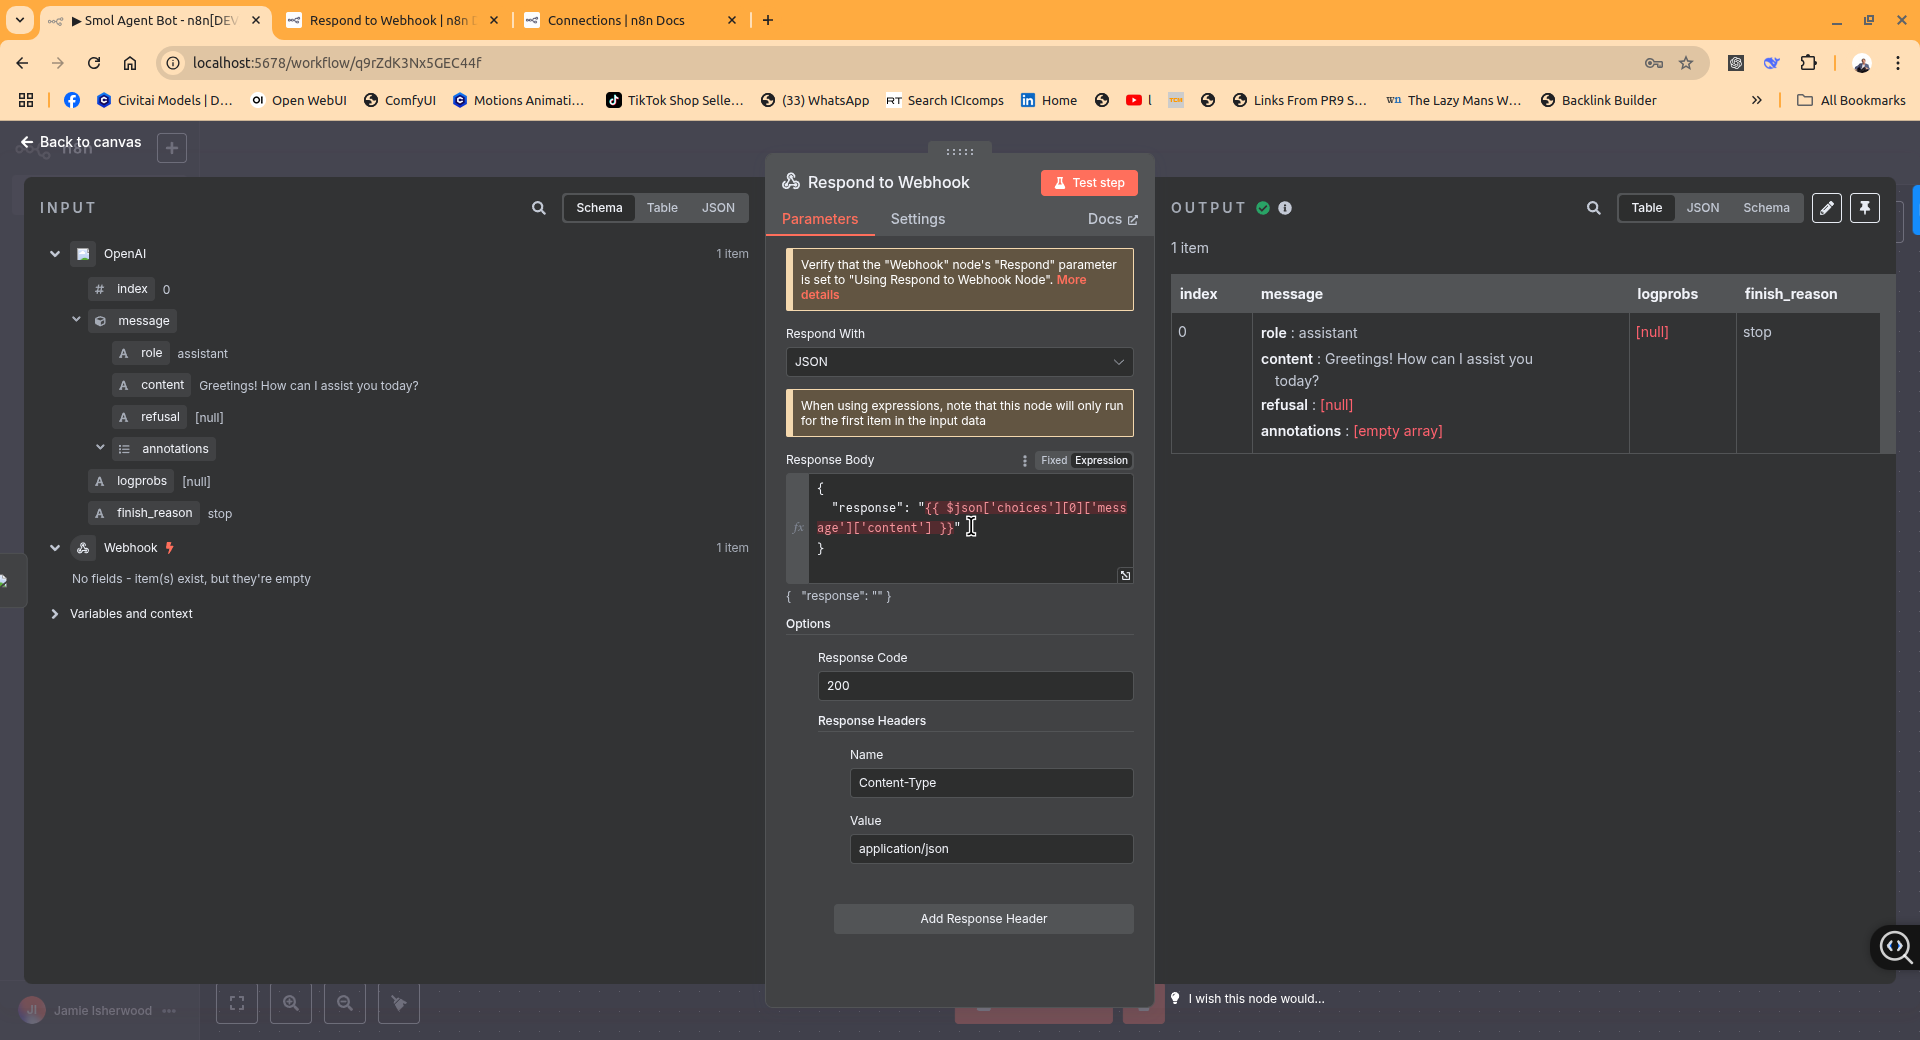 ▶ Smol Agent Bot - n8n[DEV
Respond to Webhook | n8n D
Connections | n8n Docs
localhost:5678/workflow/q9rZdK3Nx5GEC44f
Civitai Models | D...
OI Open WebUI
ComfyUI
Motions Animati...
TikTok Shop Selle...
(33) WhatsApp
RT Search ICIcomps
Home
l
Links From PR9 S...
wn The Lazy Mans W...
Backlink Builder
All Bookmarks
Back to canvas
n8n
INPUT
Schema
Table
JSON
OpenAI
1 item
# index 0
message
A role assistant
A content Greetings! How can I assist you today?
A refusal [null]
annotations
logprobs [null]
finish_reason stop
Webhook
1 item
No fields - item(s) exist, but they're empty
Variables and context
Respond to Webhook
Test step
Parameters
Settings
Docs
Verify that the "Webhook" node's "Respond" parameter
is set to "Using Respond to Webhook Node". More
details
Respond With
JSON
When using expressions, note that this node will only run
for the first item in the input data
Response Body
Fixed
Expression
fx
{
"response": "{{ $json['choices'][0]['mess
age']['content'] }}"
}
{ "response": "" }
Options
Response Code
200
Response Headers
Name
Content-Type
Value
application/json
Add Response Header
OUTPUT
Table
JSON
Schema
1 item
index
message
logprobs
finish_reason
0
role : assistant
content : Greetings! How can I assist you
today?
refusal : [null]
annotations : [empty array]
[null]
stop
I wish this node would...
JI
Jamie Isherwood